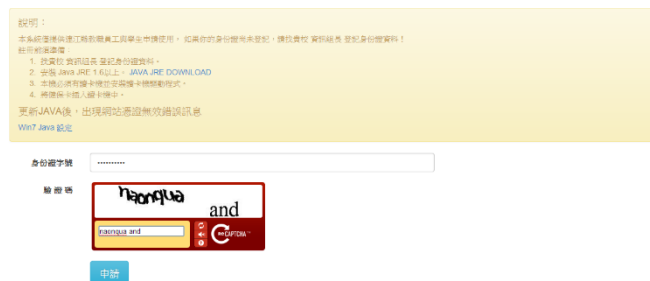 說明：
本系統僅提供連江縣教職員工與學生申請使用。 如果你的身份證尚未登記，請找貴校 資訊組長 登記身份證資料！
註冊前請準備：
1. 找貴校 資訊組長 登記身份證資料。
2. 安裝 Java JRE 1.6以上。 JAVA JRE DOWNLOAD
3. 本機必須有讀卡機並安裝讀卡機驅動程式。
4. 將健保卡插入讀卡機中。
更新JAVA後，出現網站憑證無效錯誤訊息
Win7 Java 設定
身份證字號 ··········
驗證碼
naonqua and
naonqua and
reCAPTCHA™
申請